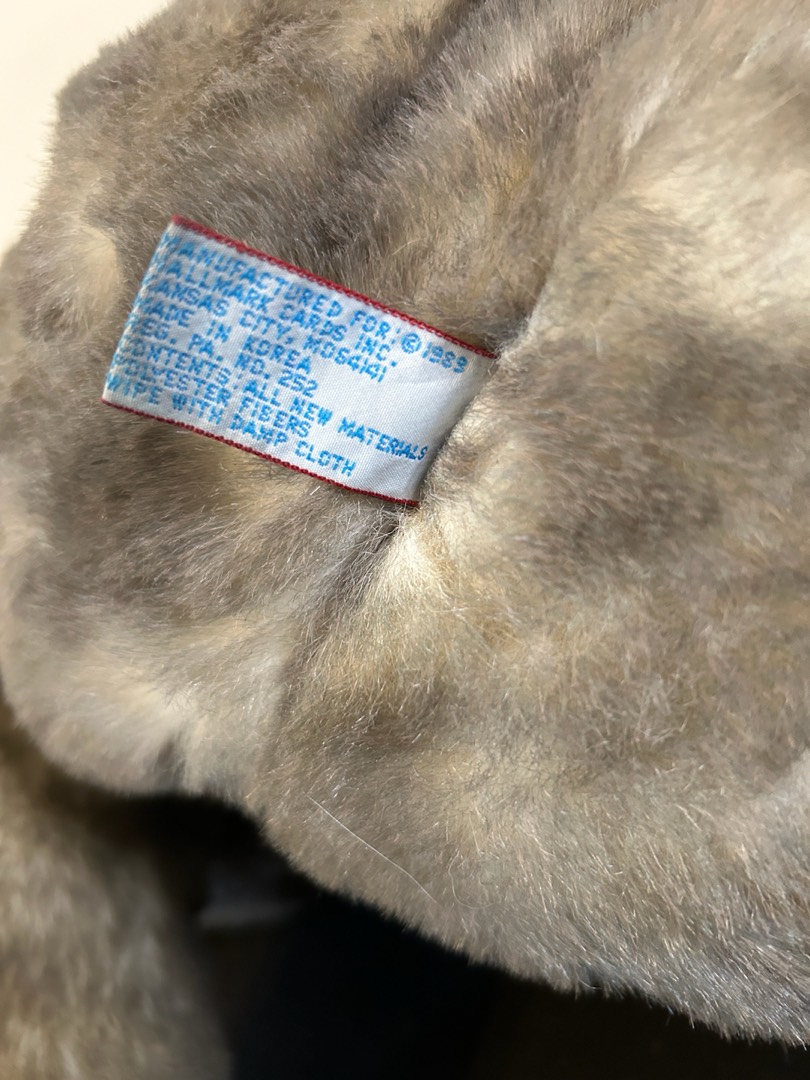 MANUFACTURED FOR: ©1989
HALLMARK CARDS INC.
KANSAS CITY, MO64141
MADE IN KOREA
REG. PA. NO. 252
CONTENTS: ALL NEW MATERIALS
POLYESTER FIBERS
WIPE WITH DAMP CLOTH